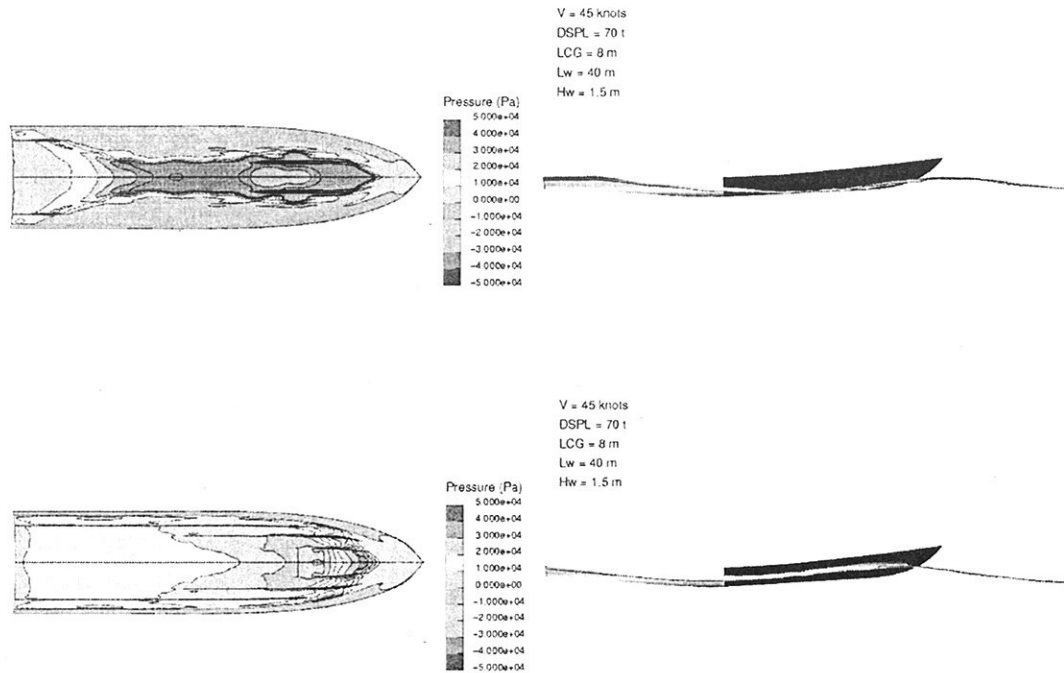 V = 45 knots
DSPL = 70 t
LCG = 8 m
Lw = 40 m
Hw = 1.5 m
Pressure (Pa)
5.000e+04
4.000e+04
3.000e+04
2.000e+04
1.000e+04
0.000e+00
-1.000e+04
-2.000e+04
-3.000e+04
-4.000e+04
-5.000e+04
V = 45 knots
DSPL = 70 t
LCG = 8 m
Lw = 40 m
Hw = 1.5 m
Pressure (Pa)
5.000e+04
4.000e+04
3.000e+04
2.000e+04
1.000e+04
0.000e+00
-1.000e+04
-2.000e+04
-3.000e+04
-4.000e+04
-5.000e+04